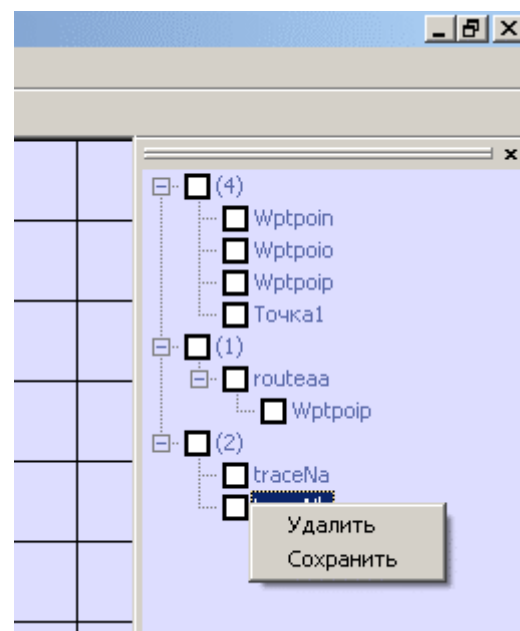 (4)
Wptpoin
Wptpoio
Wptpoip
Точка1
(1)
routeaa
Wptpoip
(2)
traceNa
Удалить
Сохранить